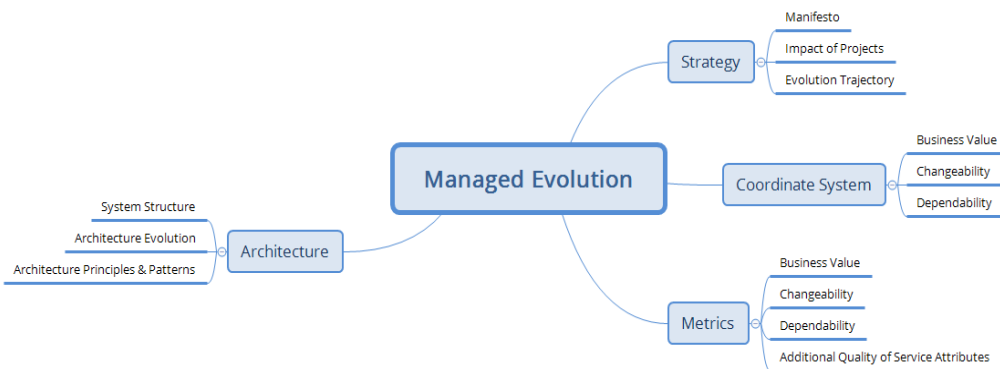 Managed Evolution
Strategy
Manifesto
Impact of Projects
Evolution Trajectory
Coordinate System
Business Value
Changeability
Dependability
Metrics
Business Value
Changeability
Dependability
Additional Quality of Service Attributes
Architecture
System Structure
Architecture Evolution
Architecture Principles & Patterns